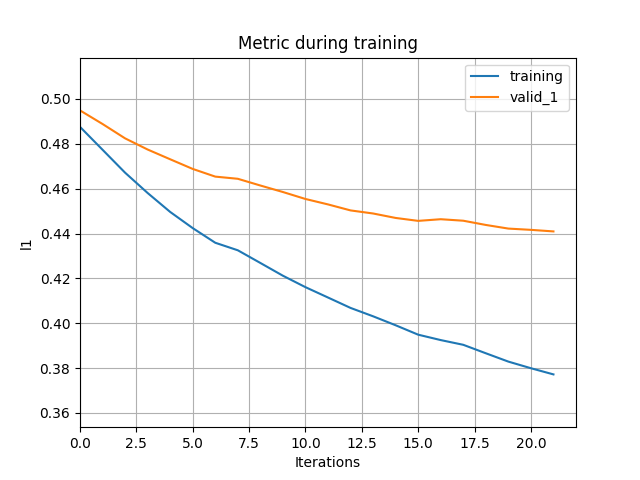 Metric during training
training
valid_1
0.50
0.48
0.46
0.44
0.42
0.40
0.38
0.36
l1
0.0 2.5 5.0 7.5 10.0 12.5 15.0 17.5 20.0
Iterations